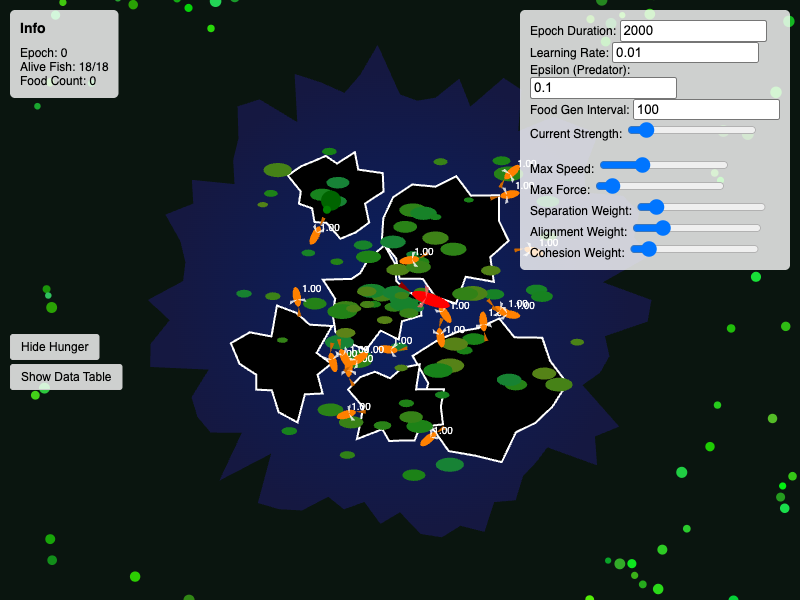 Info
Epoch: 0
Alive Fish: 18/18
Food Count: 0
Epoch Duration: 2000
Learning Rate: 0.01
Epsilon (Predator):
0.1
Food Gen Interval: 100
Current Strength:
Max Speed:
Max Force:
Separation Weight:
Alignment Weight:
Cohesion Weight:
Hide Hunger
Show Data Table
1.00
1.00
1.00
1.00
1.00
1.00
1.00
1.00
1.00
1.00